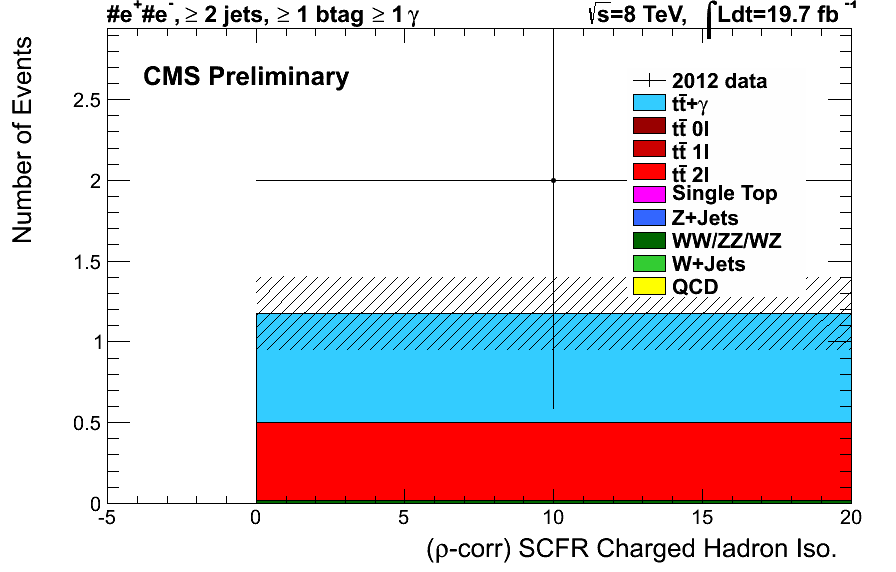 #e⁺#e⁻, ≥ 2 jets, ≥ 1 btag ≥ 1 γ √s=8 TeV, ∫Ldt=19.7 fb⁻¹
CMS Preliminary
2012 data
tt̄+γ
tt̄ 0l
tt̄ 1l
tt̄ 2l
Single Top
Z+Jets
WW/ZZ/WZ
W+Jets
QCD
Number of Events
2.5
2
1.5
1
0.5
0
-5 0 5 10 15 20
(ρ-corr) SCFR Charged Hadron Iso.